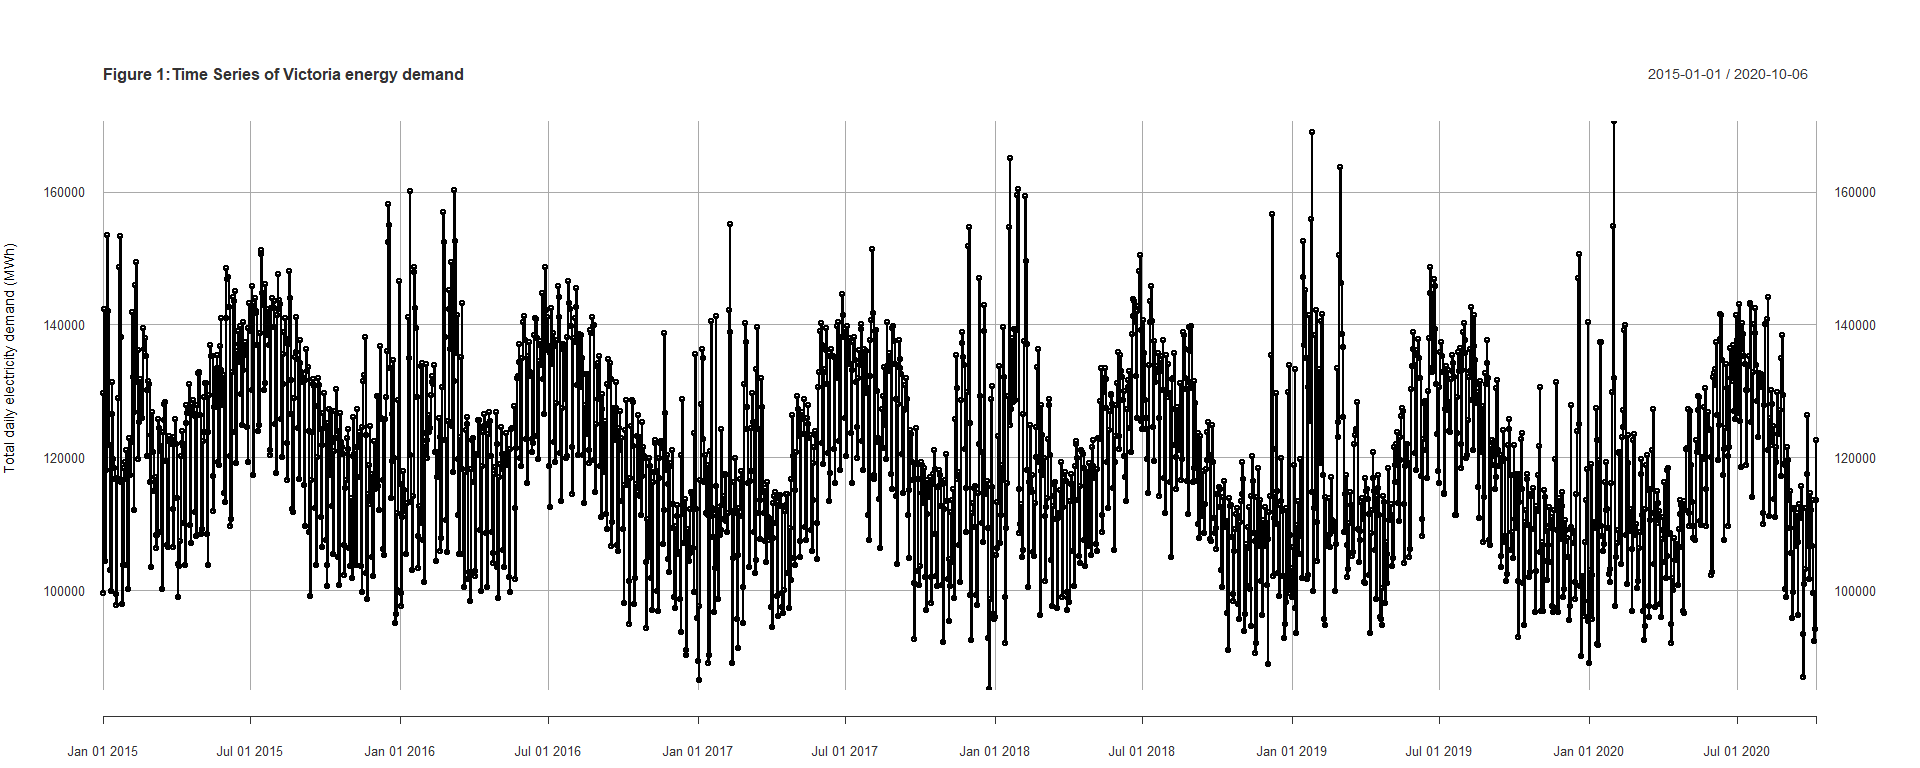 Figure 1: Time Series of Victoria energy demand
2015-01-01 / 2020-10-06
Total daily electricity demand (MWh)
160000
140000
120000
100000
160000
140000
120000
100000
Jan 01 2015
Jul 01 2015
Jan 01 2016
Jul 01 2016
Jan 01 2017
Jul 01 2017
Jan 01 2018
Jul 01 2018
Jan 01 2019
Jul 01 2019
Jan 01 2020
Jul 01 2020